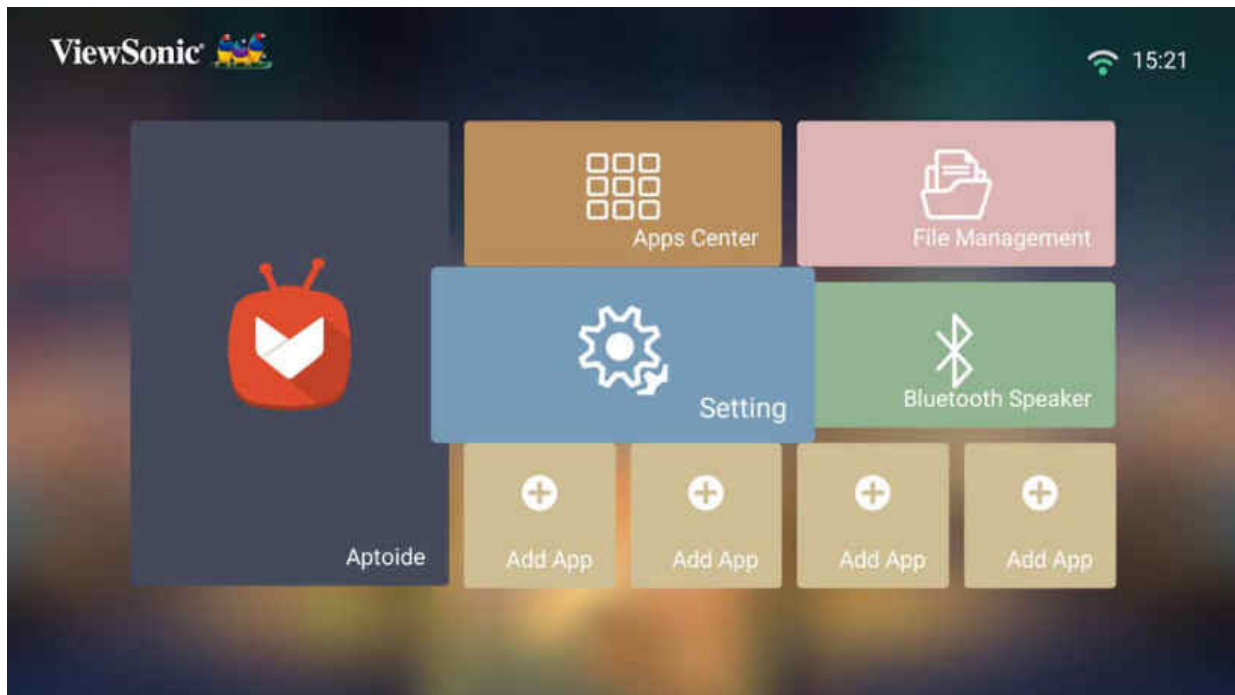 ViewSonic
15:21
Apps Center
File Management
Setting
Bluetooth Speaker
Aptoide
Add App
Add App
Add App
Add App